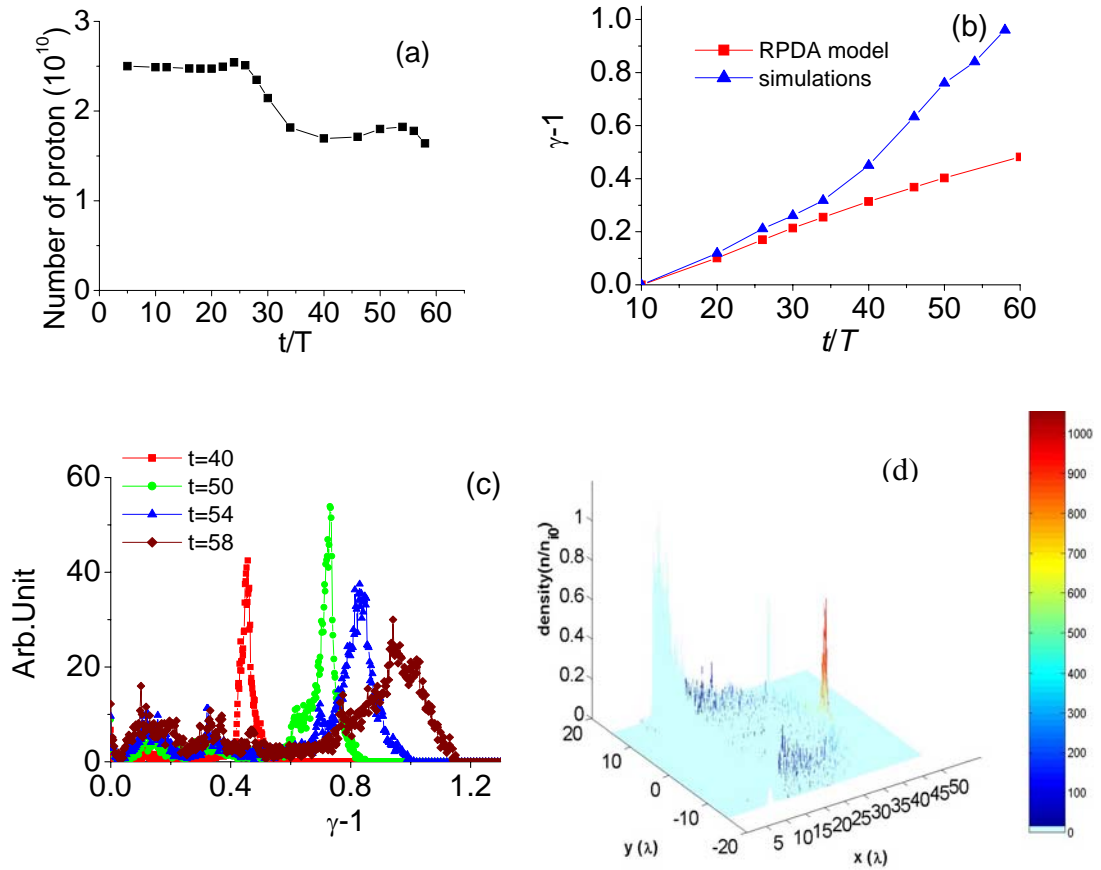 (a)
Number of proton (10¹⁰)
3
2
1
0
0 10 20 30 40 50 60
t/T
(b)
RPDA model
simulations
γ-1
1.0
0.8
0.6
0.4
0.2
0.0
10 20 30 40 50 60
t/T
(c)
t=40
t=50
t=54
t=58
Arb.Unit
60
40
20
0
0.0 0.4 0.8 1.2
γ-1
(d)
density(n/nᵢ₀)
1
0.8
0.6
0.4
0.2
0
20
10
0
-10
-20
y (λ)
5 10 15 20 25 30 35 40 45 50
x (λ)
1000
900
800
700
600
500
400
300
200
100
0